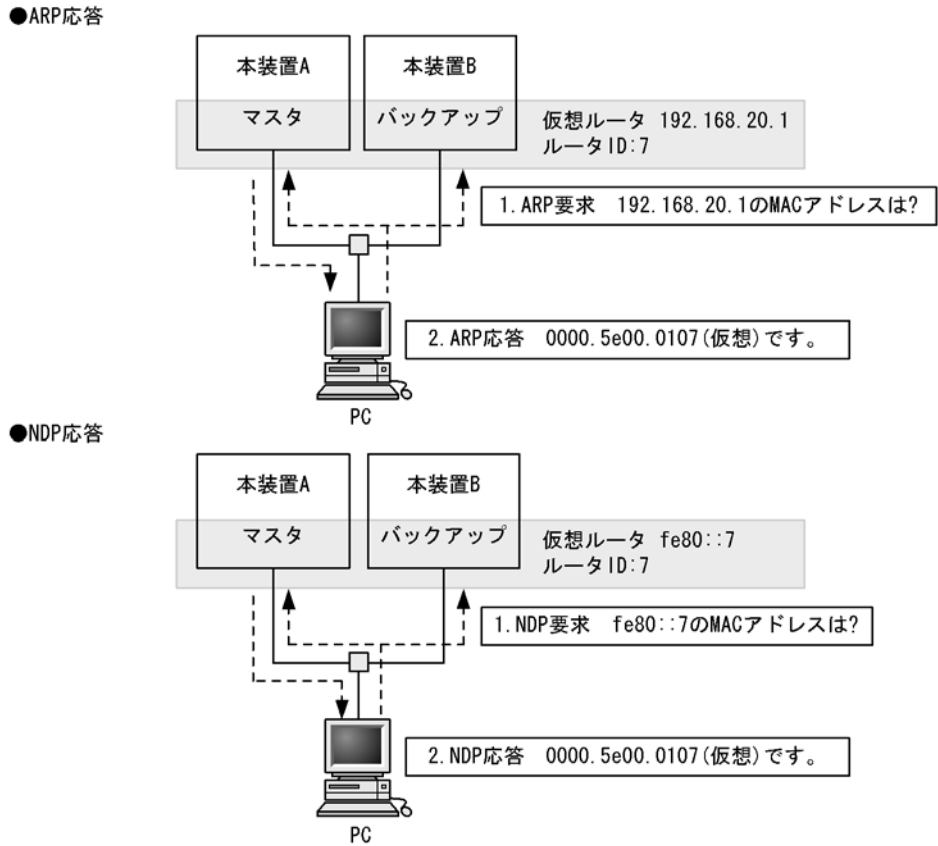 ●ARP応答
本装置A
本装置B
マスタ
バックアップ
仮想ルータ 192.168.20.1
ルータID:7
1.ARP要求 192.168.20.1のMACアドレスは?
2.ARP応答 0000.5e00.0107(仮想)です。
PC
●NDP応答
本装置A
本装置B
マスタ
バックアップ
仮想ルータ fe80::7
ルータID:7
1.NDP要求 fe80::7のMACアドレスは?
2.NDP応答 0000.5e00.0107(仮想)です。
PC